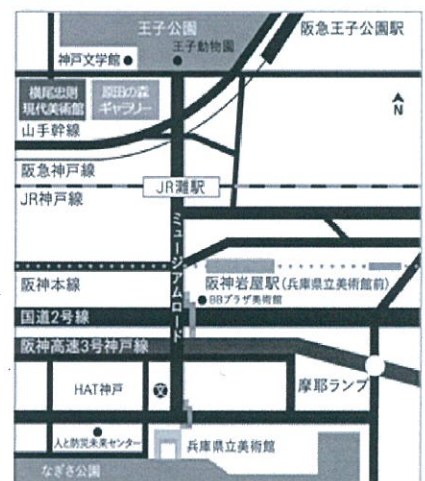 王子公園
阪急王子公園駅
王子動物園
神戸文学館
横尾忠則
現代美術館
原田の森
ギャラリー
N
山手幹線
阪急神戸線
JR灘駅
JR神戸線
ミュージアムロード
阪神本線
阪神岩屋駅(兵庫県立美術館前)
BBプラザ美術館
国道2号線
阪神高速3号神戸線
HAT神戸
文
摩耶ランプ
人と防災未来センター
兵庫県立美術館
なぎさ公園